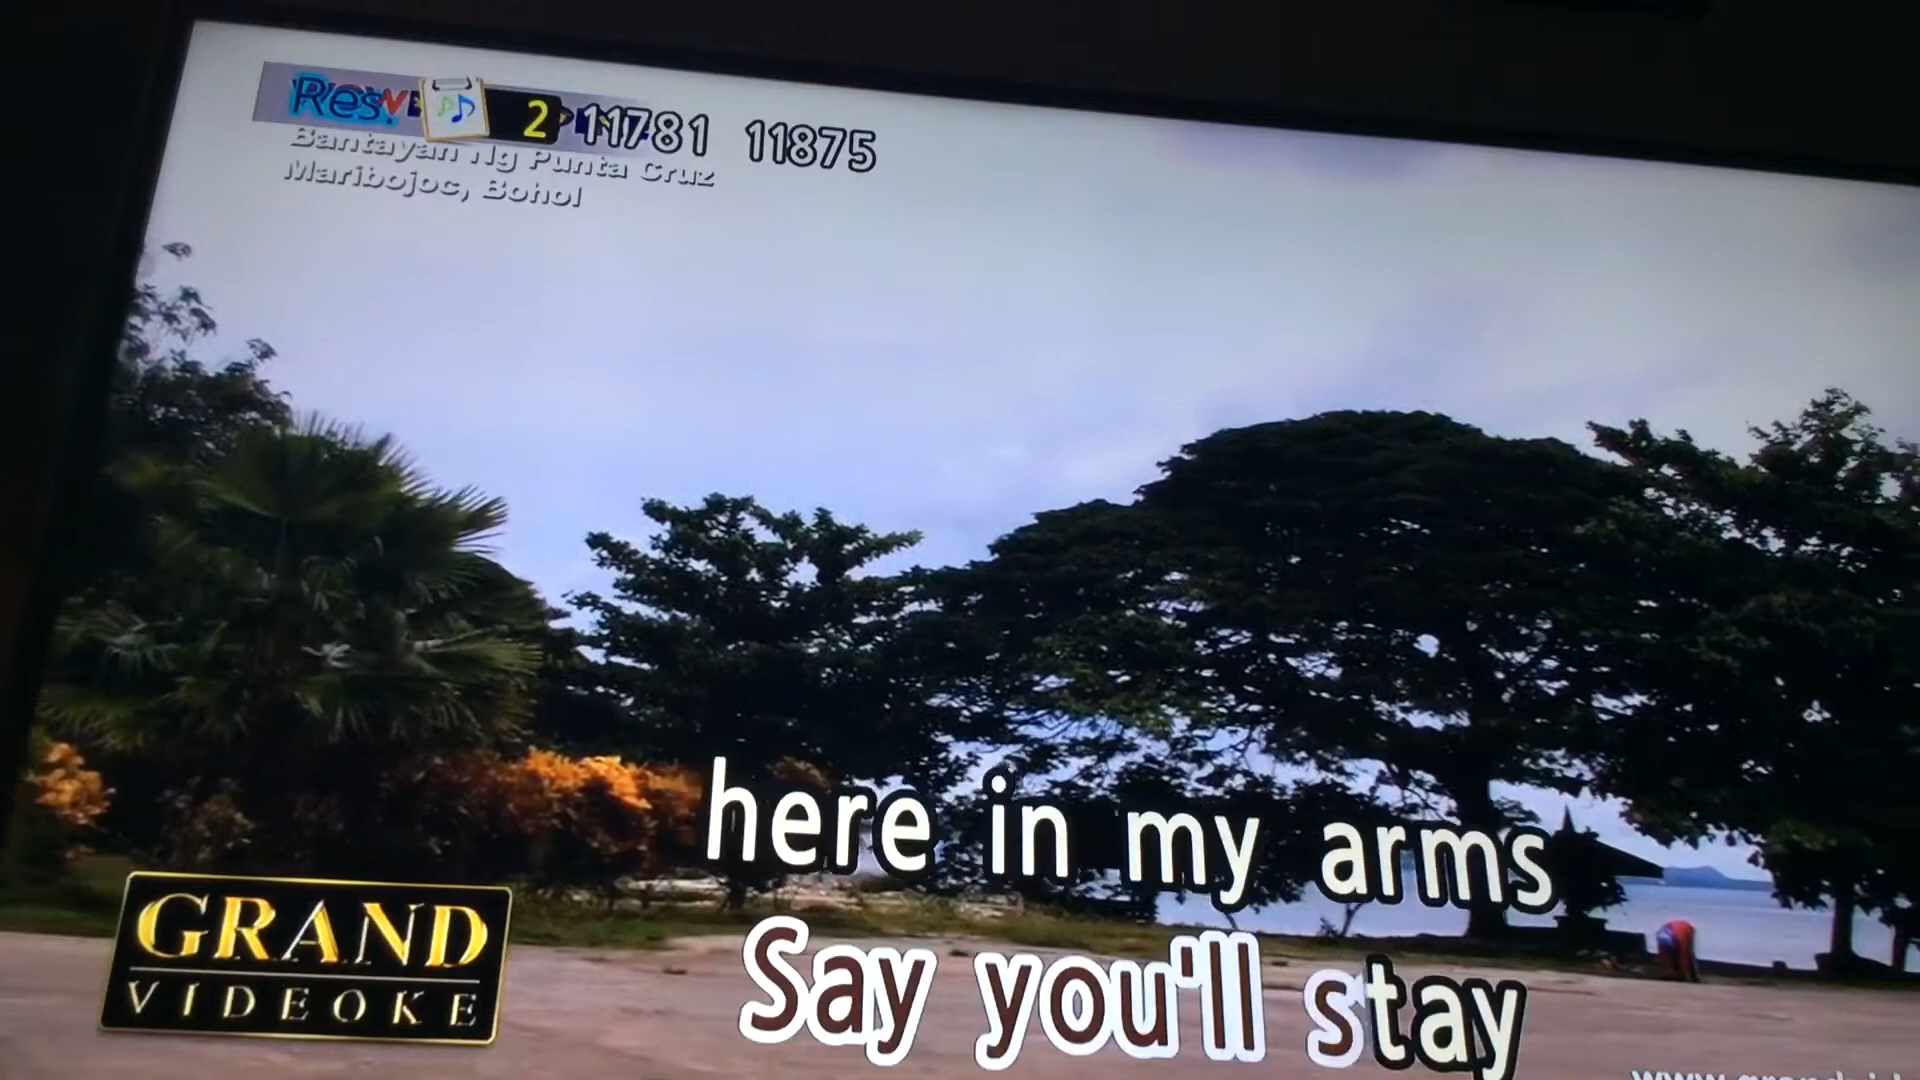 Res. 2 11781 11875
Bantayan Ng Punta Cruz
Maribojoc, Bohol
here in my arms
Say you'll stay
GRAND
VIDEOKE